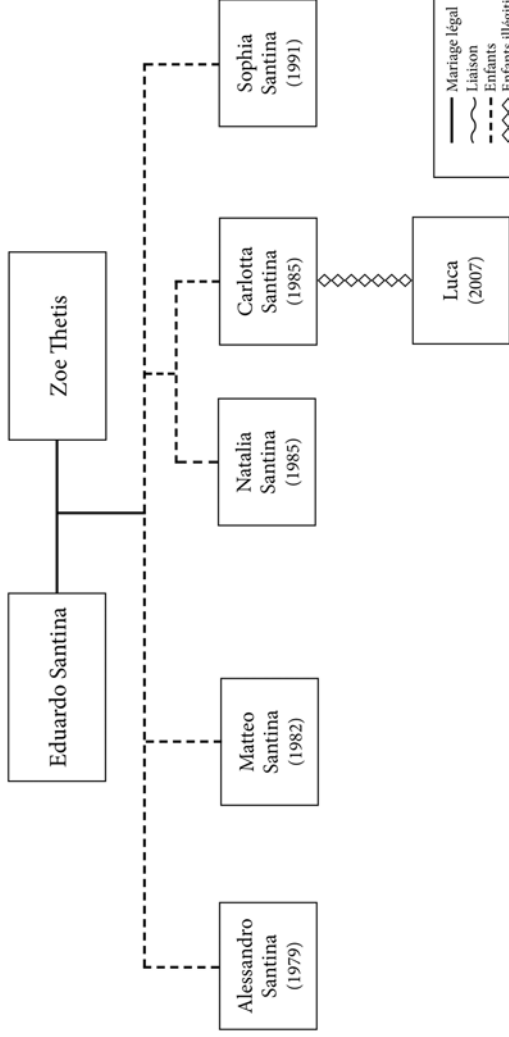 Eduardo Santina
Zoe Thetis
Alessandro
Santina
(1979)
Matteo
Santina
(1982)
Natalia
Santina
(1985)
Carlotta
Santina
(1985)
Sophia
Santina
(1991)
Luca
(2007)
Mariage légal
Liaison
Enfants
Enfants